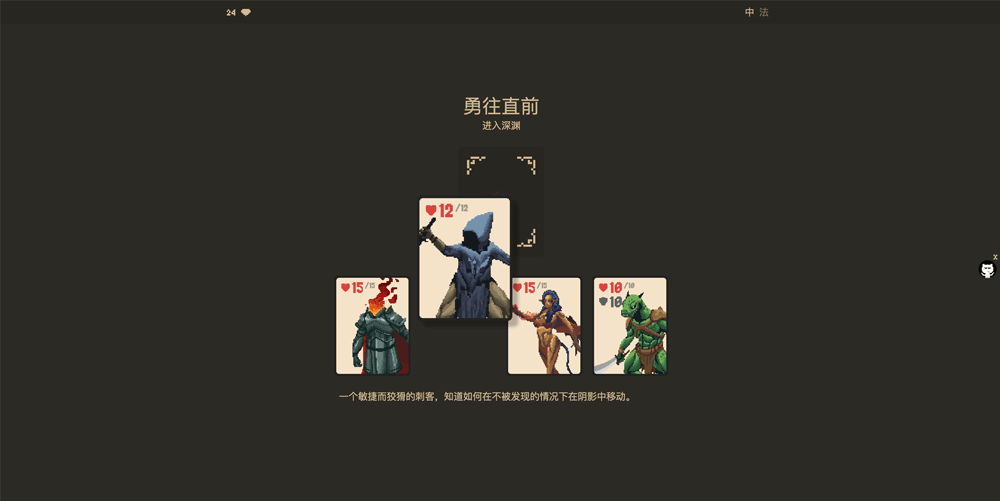 24
中 法
勇往直前
进入深渊
12/12
15/15
15/15
10/10
10
一个敏捷而狡猾的刺客，知道如何在不被发现的情况下在阴影中移动。
x